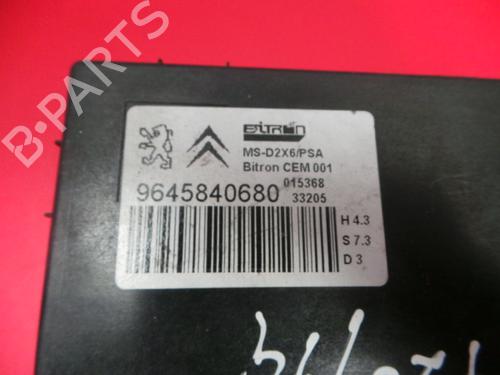 BiTRON
MS-D2X6/PSA
Bitron CEM 001
015368
9645840680
33205
H 4.3
S 7.3
D 3
B-PARTS